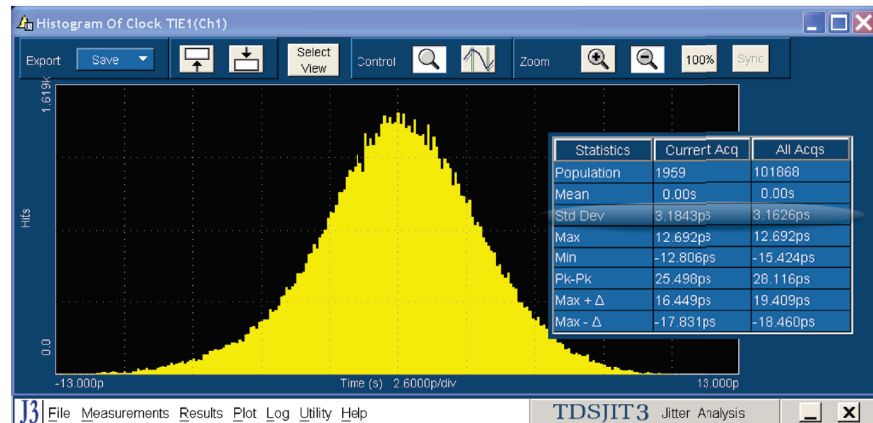 Histogram Of Clock TIE1(Ch1)
Export Save Select View Control Zoom 100% Sync
1.619k
Hits
0.0
-13.000p Time (s) 2.6000p/div 13.000p
Statistics Current Acq All Acqs
Population 1959 101868
Mean 0.00s 0.00s
Std Dev 3.1843ps 3.1626ps
Max 12.692ps 12.692ps
Min -12.806ps -15.424ps
Pk-Pk 25.498ps 28.116ps
Max + Δ 16.449ps 19.409ps
Max - Δ -17.831ps -18.460ps
J3 File Measurements Results Plot Log Utility Help TDSJIT3 Jitter Analysis